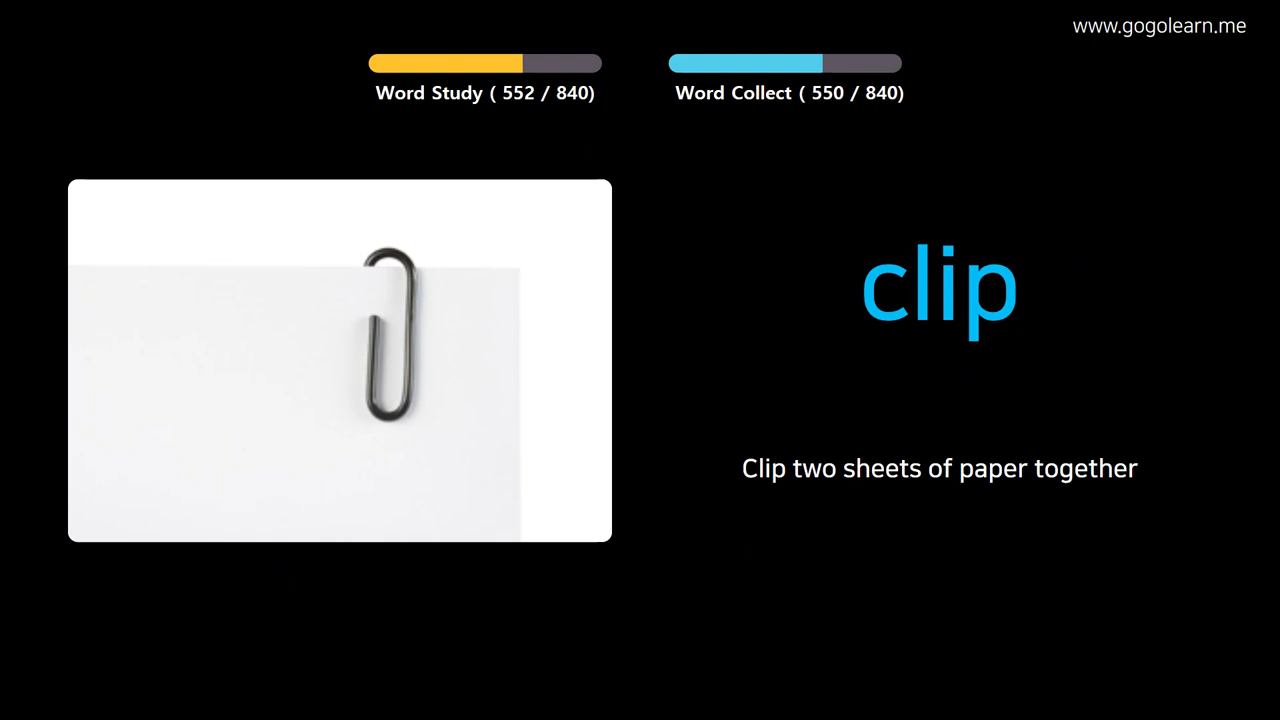 www.gogolearn.me
Word Study ( 552 / 840)
Word Collect ( 550 / 840)
clip
Clip two sheets of paper together